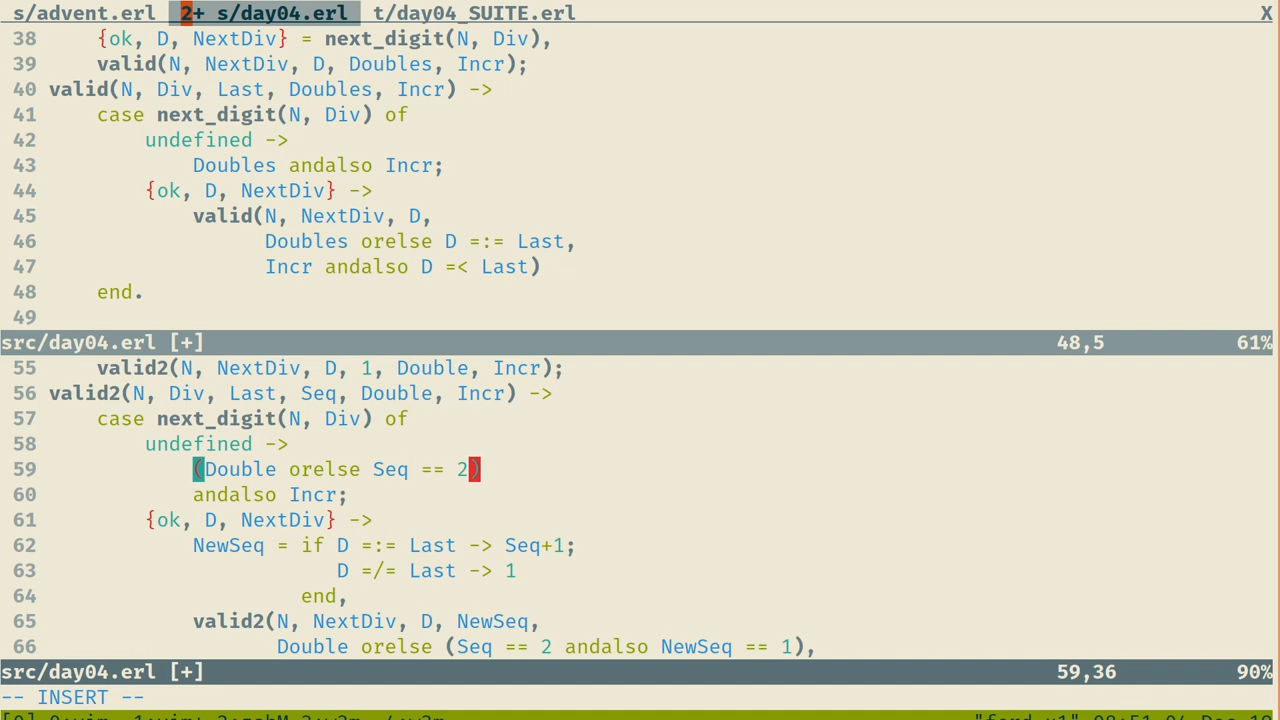 s/advent.erl 2+ s/day04.erl t/day04_SUITE.erl X
38 {ok, D, NextDiv} = next_digit(N, Div),
39 valid(N, NextDiv, D, Doubles, Incr);
40 valid(N, Div, Last, Doubles, Incr) ->
41 case next_digit(N, Div) of
42 undefined ->
43 Doubles andalso Incr;
44 {ok, D, NextDiv} ->
45 valid(N, NextDiv, D,
46 Doubles orelse D =:= Last,
47 Incr andalso D =< Last)
48 end.
49
src/day04.erl [+] 48,5 61%
55 valid2(N, NextDiv, D, 1, Double, Incr);
56 valid2(N, Div, Last, Seq, Double, Incr) ->
57 case next_digit(N, Div) of
58 undefined ->
59 (Double orelse Seq == 2)
60 andalso Incr;
61 {ok, D, NextDiv} ->
62 NewSeq = if D =:= Last -> Seq+1;
63 D =/= Last -> 1
64 end,
65 valid2(N, NextDiv, D, NewSeq,
66 Double orelse (Seq == 2 andalso NewSeq == 1),
src/day04.erl [+] 59,36 90%
-- INSERT --